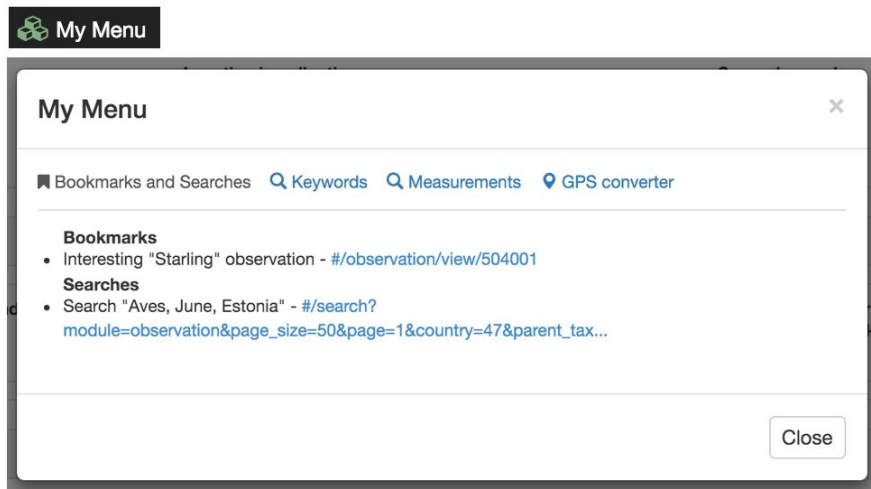 My Menu
My Menu
×
Bookmarks and Searches Keywords Measurements GPS converter
Bookmarks
• Interesting "Starling" observation - #/observation/view/504001
Searches
• Search "Aves, June, Estonia" - #/search?
module=observation&page_size=50&page=1&country=47&parent_tax...
Close